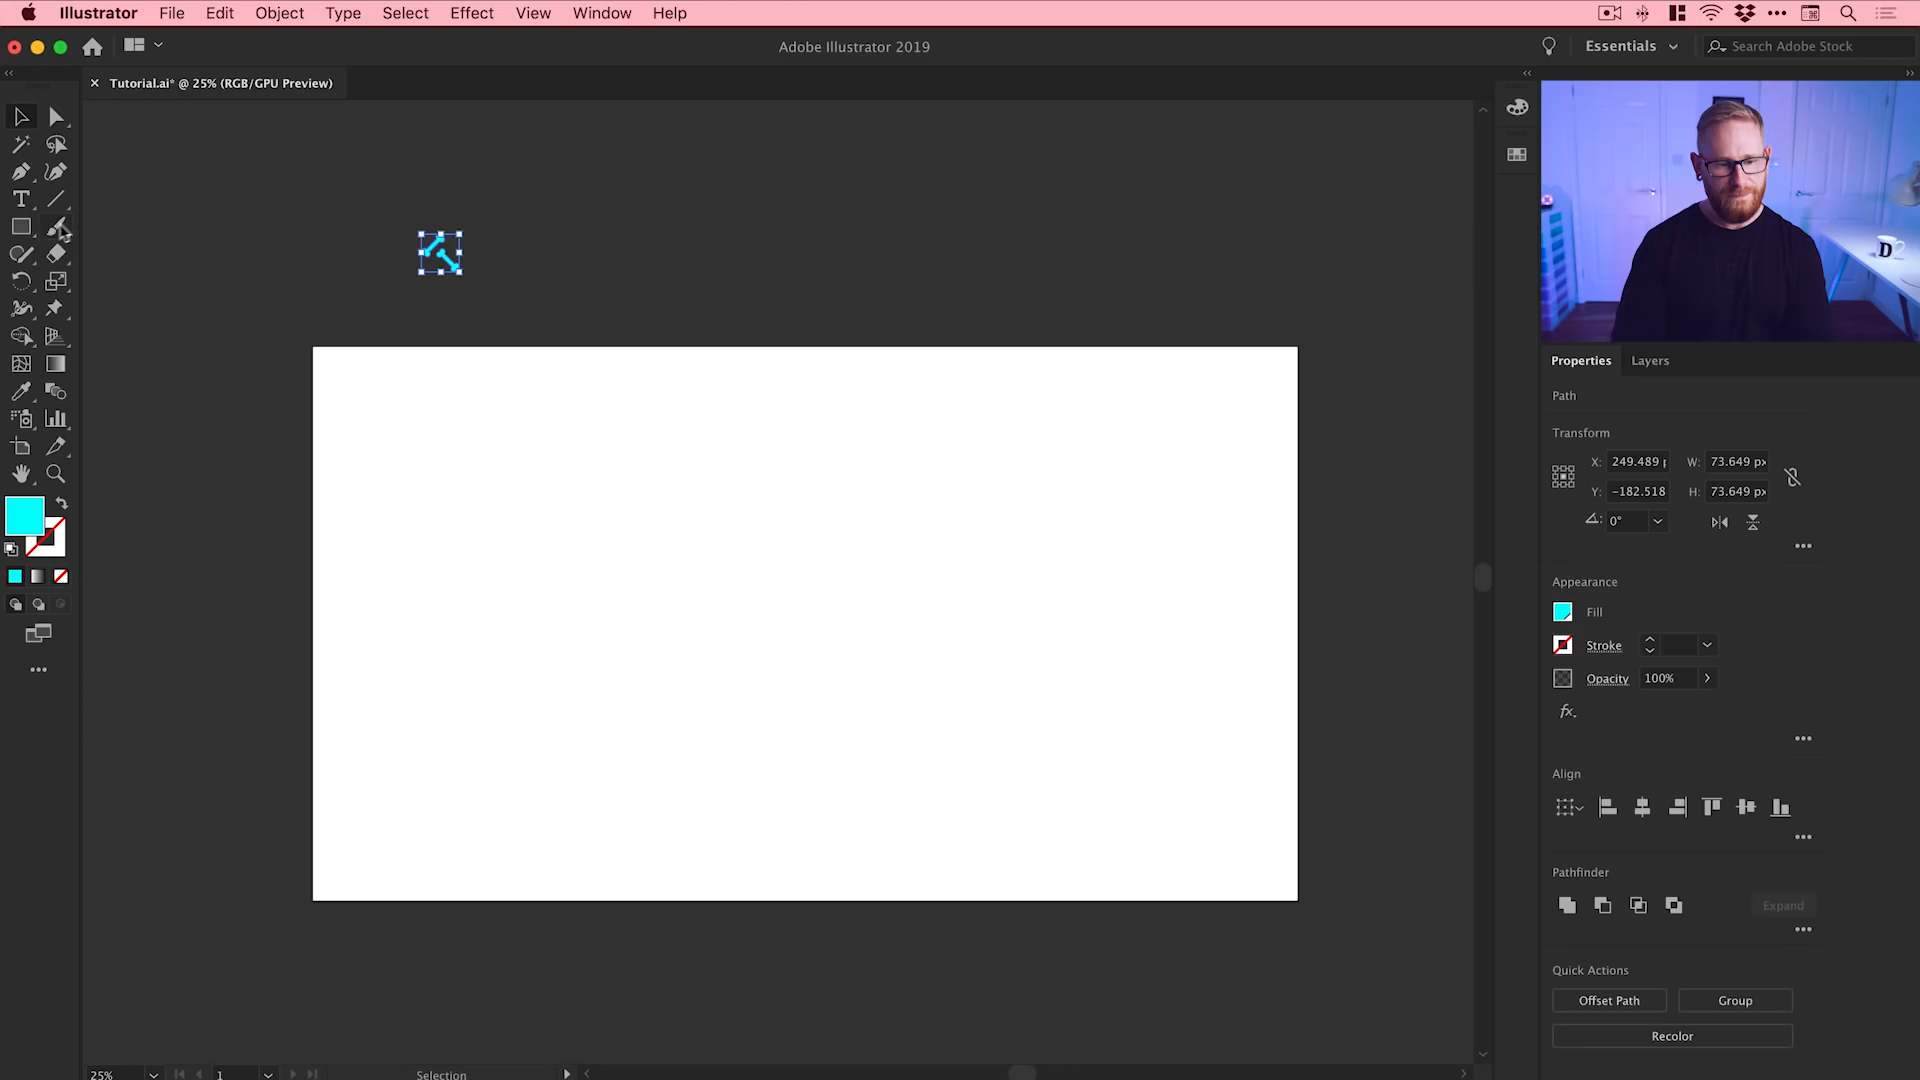 Illustrator File Edit Object Type Select Effect View Window Help
Adobe Illustrator 2019
Essentials
Search Adobe Stock
Tutorial.ai* @ 25% (RGB/GPU Preview)
D
Properties Layers
Path
Transform
X: 249.489 W: 73.649 px
Y: -182.518 H: 73.649 px
0°
Appearance
Fill
Stroke
Opacity 100%
fx
Align
Pathfinder
Expand
Quick Actions
Offset Path Group
Recolor
25% 1 Selection